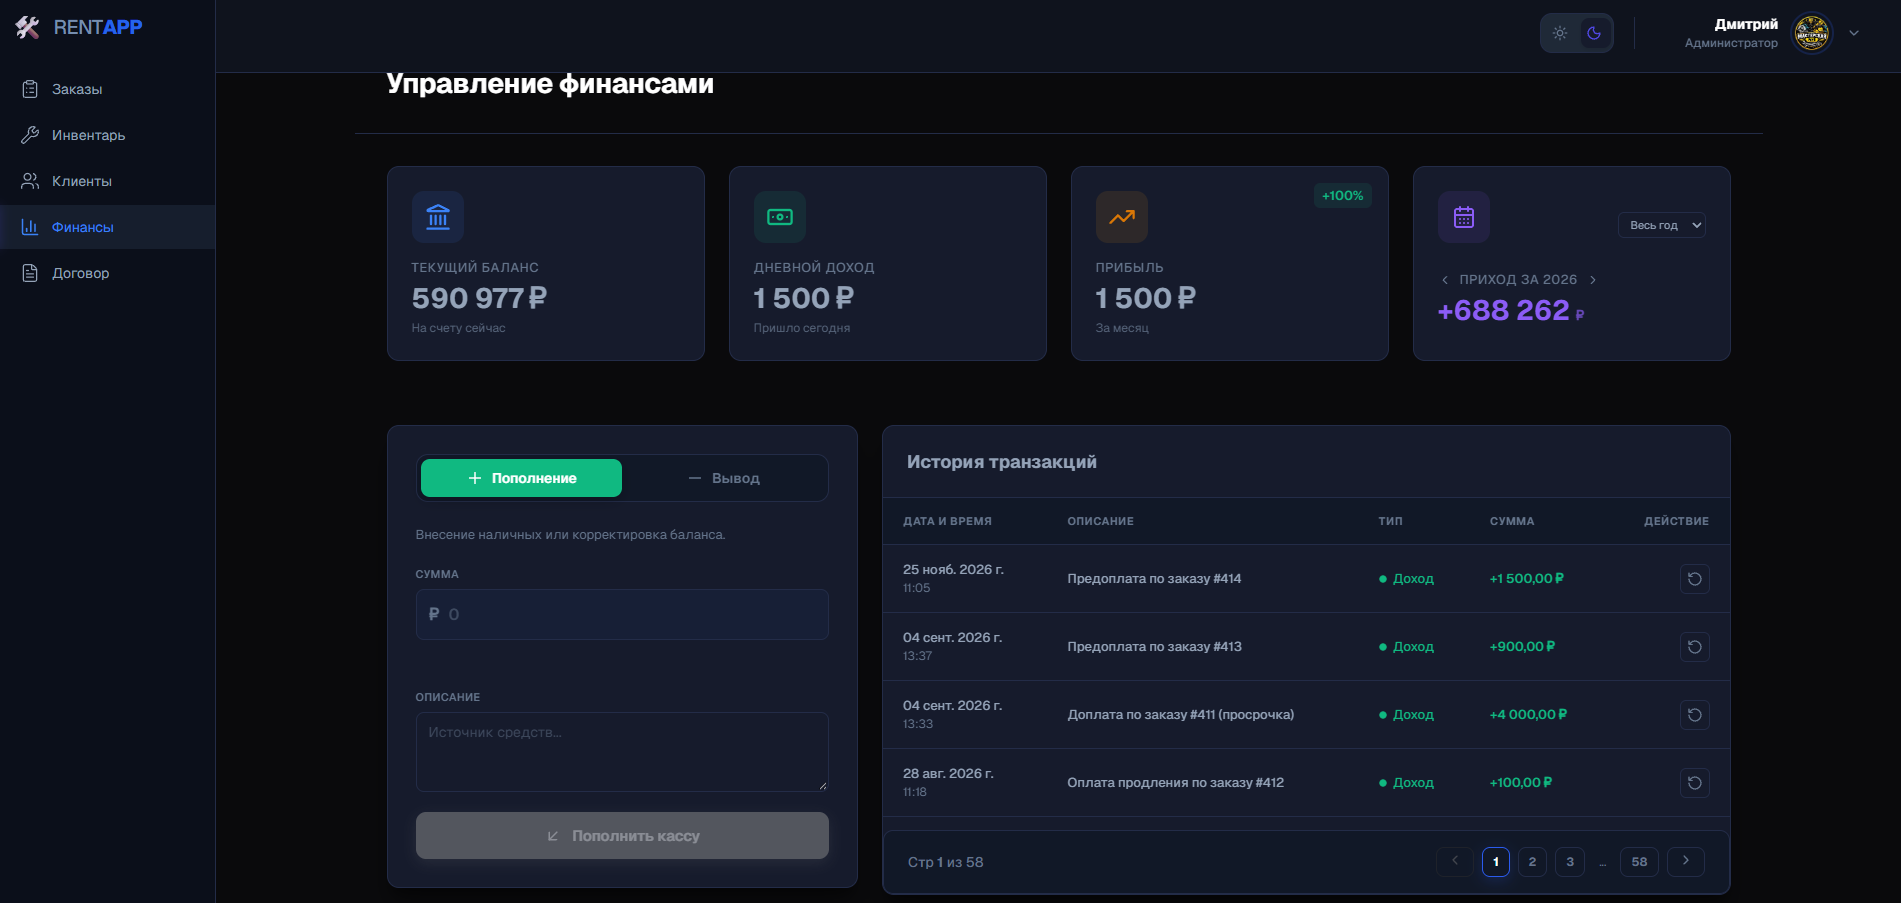 RENTAPP
Дмитрий
Администратор
Заказы
Инвентарь
Клиенты
Финансы
Договор
Управление финансами
ТЕКУЩИЙ БАЛАНС
590 977 ₽
На счету сейчас
ДНЕВНОЙ ДОХОД
1 500 ₽
Пришло сегодня
+100%
ПРИБЫЛЬ
1 500 ₽
За месяц
Весь год
ПРИХОД ЗА 2026
+688 262 ₽
+ Пополнение
— Вывод
Внесение наличных или корректировка баланса.
СУММА
₽ 0
ОПИСАНИЕ
Источник средств...
Пополнить кассу
История транзакций
ДАТА И ВРЕМЯ ОПИСАНИЕ ТИП СУММА ДЕЙСТВИЕ
25 нояб. 2026 г.
11:05
Предоплата по заказу #414 Доход +1 500,00 ₽
04 сент. 2026 г.
13:37
Предоплата по заказу #413 Доход +900,00 ₽
04 сент. 2026 г.
13:33
Доплата по заказу #411 (просрочка) Доход +4 000,00 ₽
28 авг. 2026 г.
11:18
Оплата продления по заказу #412 Доход +100,00 ₽
Стр 1 из 58
1 2 3 ... 58